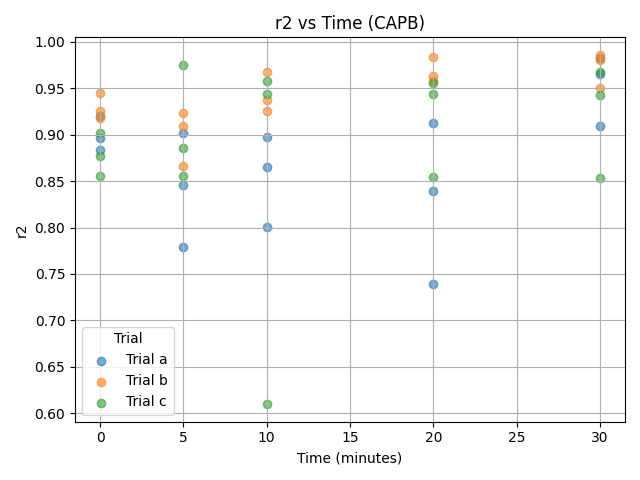 r2 vs Time (CAPB)
1.00
0.95
0.90
0.85
0.80
0.75
0.70
0.65
0.60
r2
Trial
Trial a
Trial b
Trial c
0 5 10 15 20 25 30
Time (minutes)